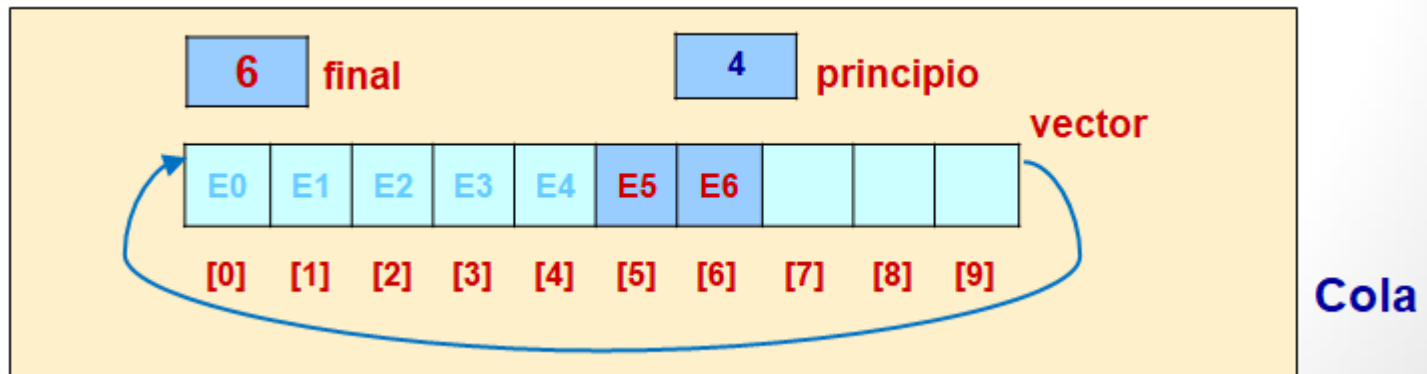 6 final 4 principio
vector
E0 E1 E2 E3 E4 E5 E6
[0] [1] [2] [3] [4] [5] [6] [7] [8] [9]
Cola